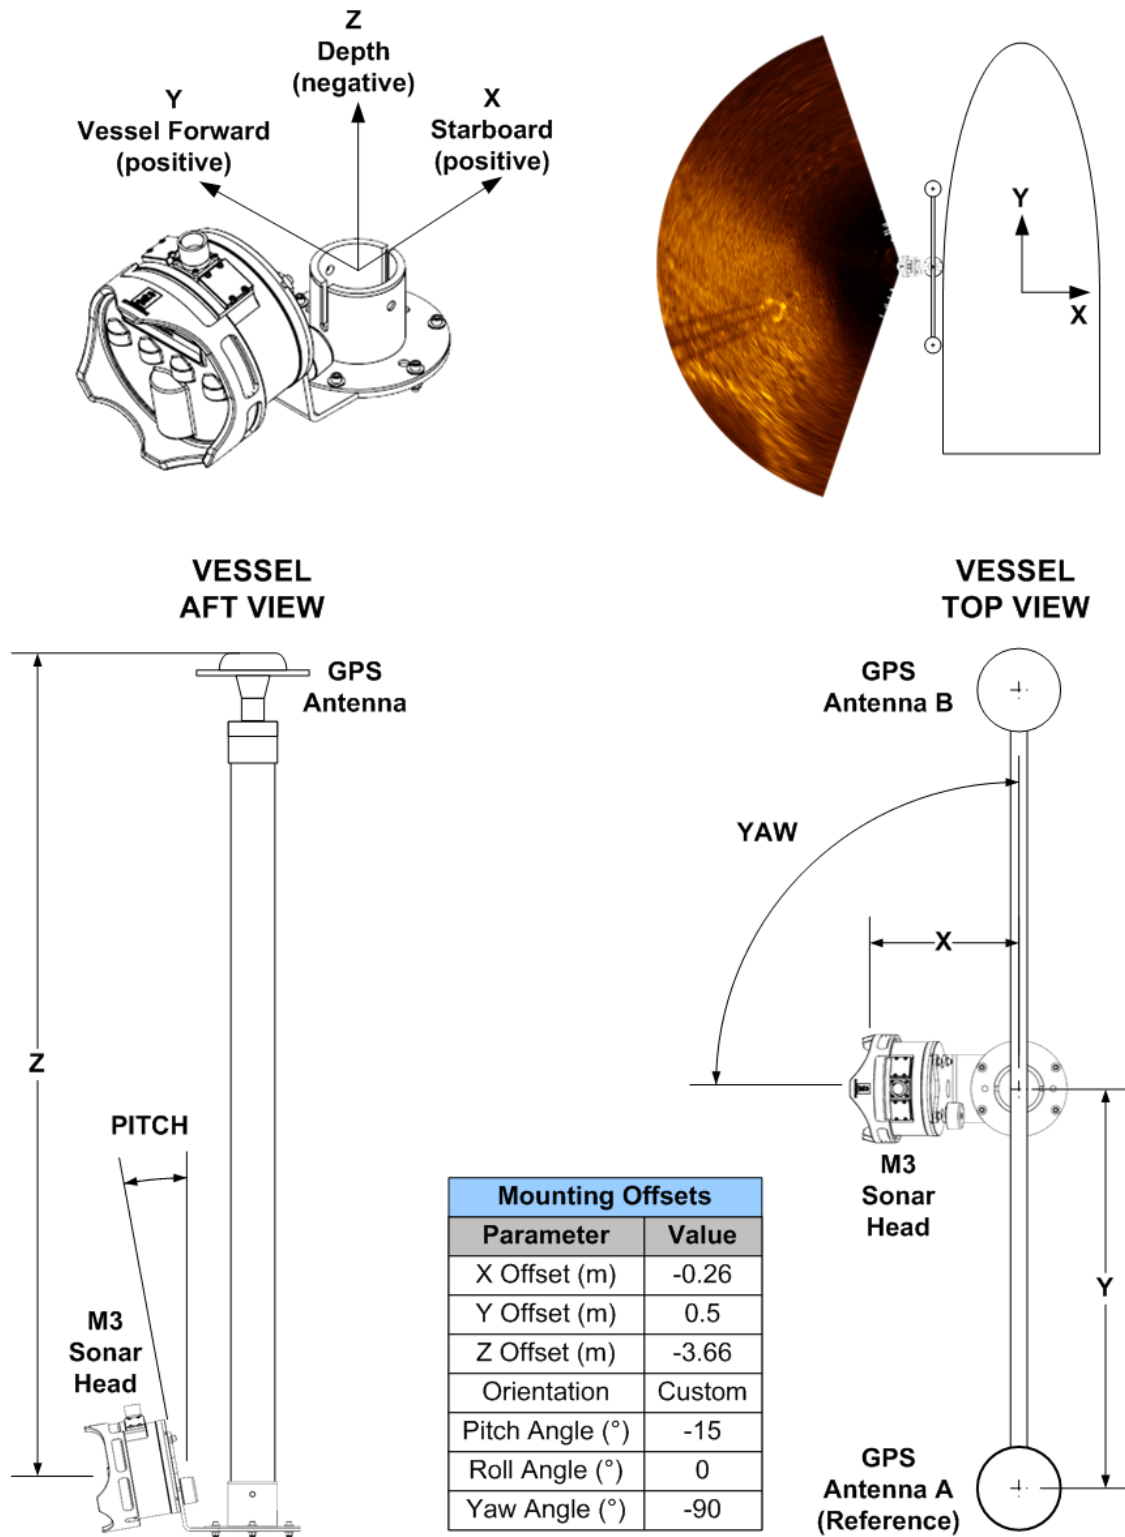 Z
Depth
(negative)
Y
Vessel Forward
(positive)
X
Starboard
(positive)
Y
X
VESSEL
AFT VIEW
VESSEL
TOP VIEW
GPS
Antenna
GPS
Antenna B
YAW
X
Z
PITCH
M3
Sonar
Head
M3
Sonar
Head
Y
Mounting Offsets
Parameter Value
X Offset (m) -0.26
Y Offset (m) 0.5
Z Offset (m) -3.66
Orientation Custom
Pitch Angle (°) -15
Roll Angle (°) 0
Yaw Angle (°) -90
GPS
Antenna A
(Reference)